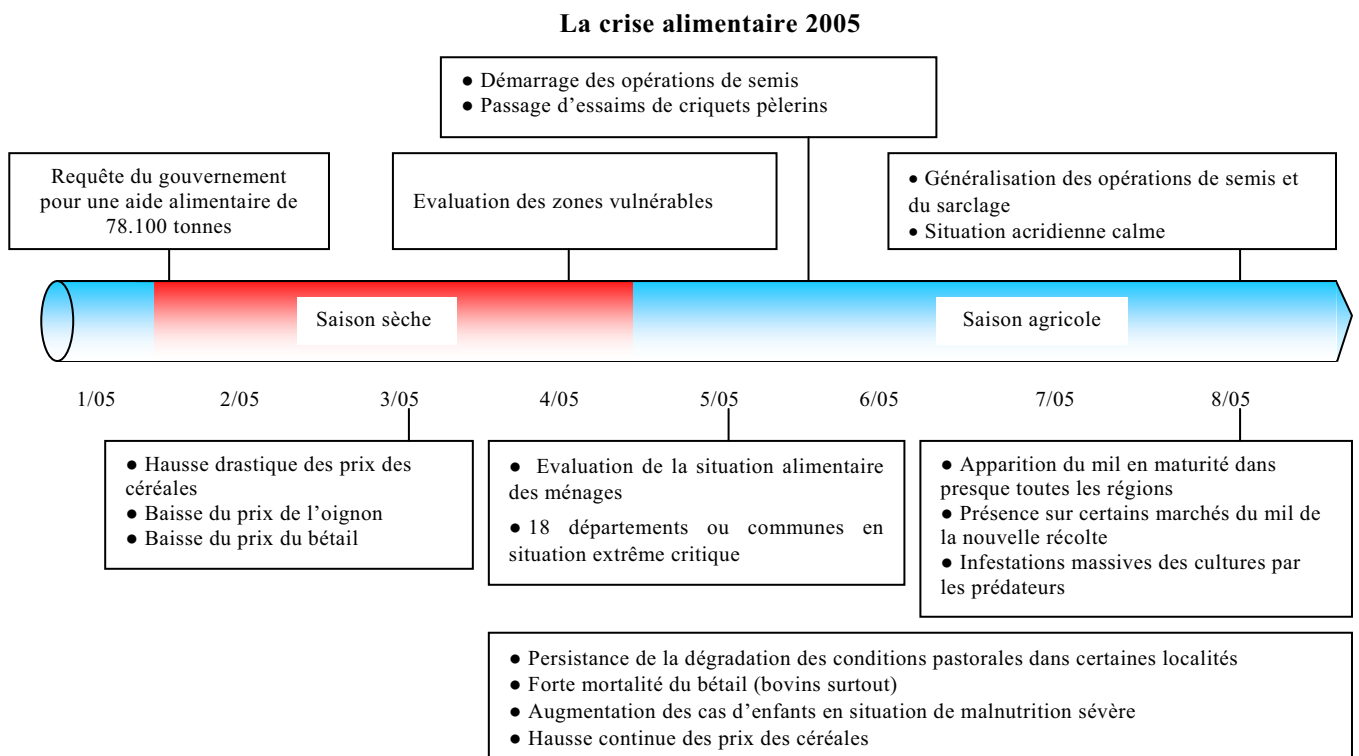 La crise alimentaire 2005
● Démarrage des opérations de semis
● Passage d’essaims de criquets pèlerins
Requête du gouvernement
pour une aide alimentaire de
78.100 tonnes
Evaluation des zones vulnérables
● Généralisation des opérations de semis et
du sarclage
● Situation acridienne calme
Saison sèche
Saison agricole
1/05 2/05 3/05 4/05 5/05 6/05 7/05 8/05
● Hausse drastique des prix des
céréales
● Baisse du prix de l’oignon
● Baisse du prix du bétail
● Evaluation de la situation alimentaire
des ménages
● 18 départements ou communes en
situation extrême critique
● Apparition du mil en maturité dans
presque toutes les régions
● Présence sur certains marchés du mil de
la nouvelle récolte
● Infestations massives des cultures par
les prédateurs
● Persistance de la dégradation des conditions pastorales dans certaines localités
● Forte mortalité du bétail (bovins surtout)
● Augmentation des cas d’enfants en situation de malnutrition sévère
● Hausse continue des prix des céréales